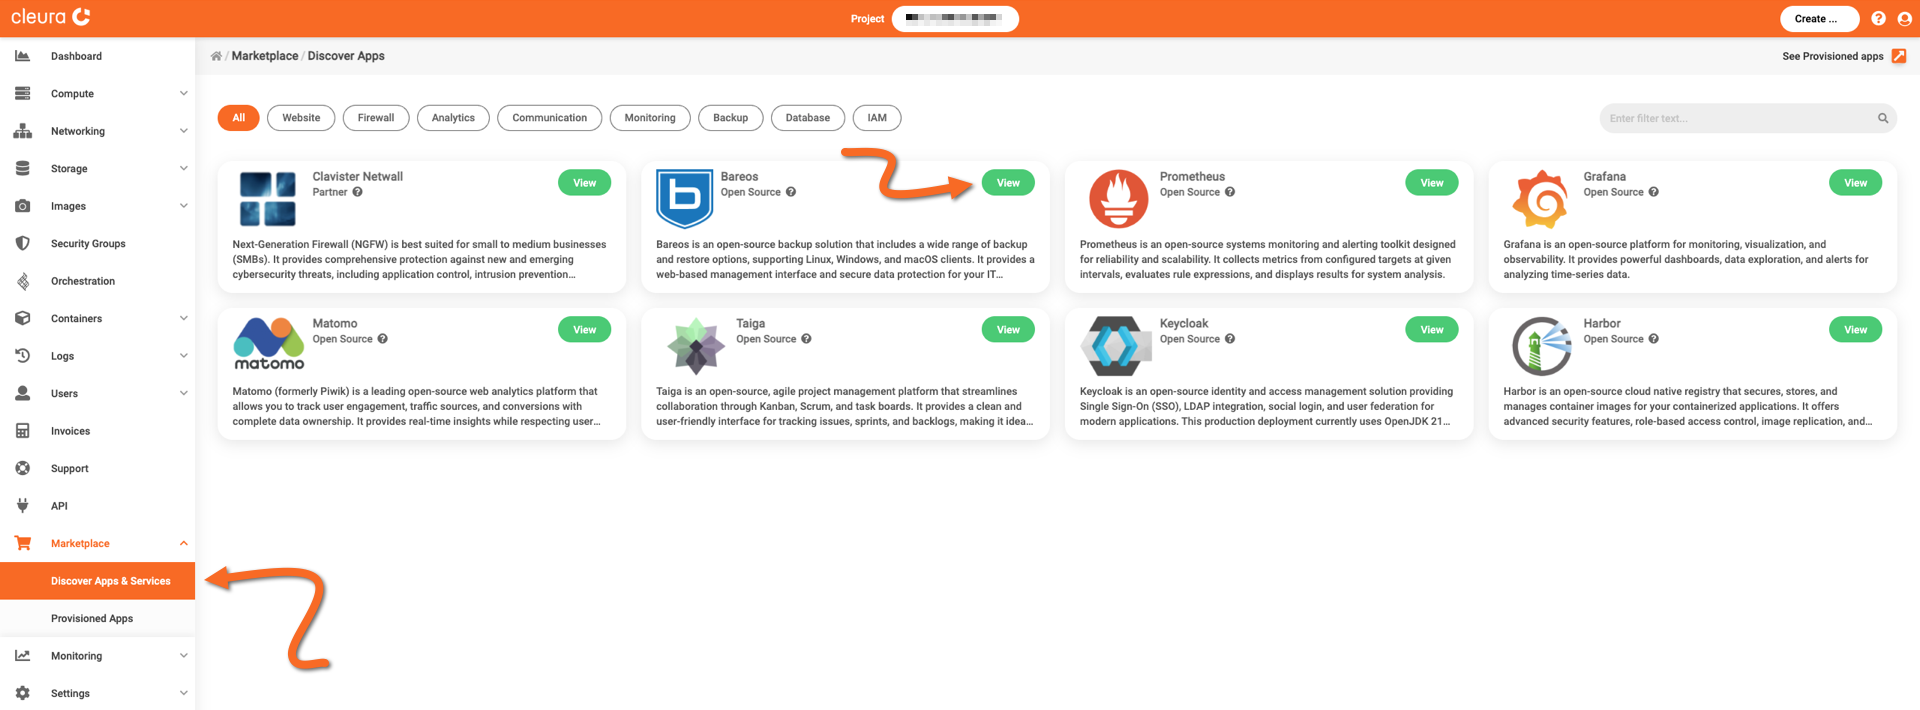 cleura
Project
Create ...
Dashboard
Compute
Networking
Storage
Images
Security Groups
Orchestration
Containers
Logs
Users
Invoices
Support
API
Marketplace
Discover Apps & Services
Provisioned Apps
Monitoring
Settings
/ Marketplace / Discover Apps
See Provisioned apps
All
Website
Firewall
Analytics
Communication
Monitoring
Backup
Database
IAM
Enter filter text...
Clavister Netwall
Partner
View
Next-Generation Firewall (NGFW) is best suited for small to medium businesses
(SMBs). It provides comprehensive protection against new and emerging
cybersecurity threats, including application control, intrusion prevention...
Bareos
Open Source
View
Bareos is an open-source backup solution that includes a wide range of backup
and restore options, supporting Linux, Windows, and macOS clients. It provides a
web-based management interface and secure data protection for your IT...
Prometheus
Open Source
View
Prometheus is an open-source systems monitoring and alerting toolkit designed
for reliability and scalability. It collects metrics from configured targets at given
intervals, evaluates rule expressions, and displays results for system analysis.
Grafana
Open Source
View
Grafana is an open-source platform for monitoring, visualization, and
observability. It provides powerful dashboards, data exploration, and alerts for
analyzing time-series data.
matomo
Matomo
Open Source
View
Matomo (formerly Piwik) is a leading open-source web analytics platform that
allows you to track user engagement, traffic sources, and conversions with
complete data ownership. It provides real-time insights while respecting user...
Taiga
Open Source
View
Taiga is an open-source, agile project management platform that streamlines
collaboration through Kanban, Scrum, and task boards. It provides a clean and
user-friendly interface for tracking issues, sprints, and backlogs, making it idea...
Keycloak
Open Source
View
Keycloak is an open-source identity and access management solution providing
Single Sign-On (SSO), LDAP integration, social login, and user federation for
modern applications. This production deployment currently uses OpenJDK 21...
Harbor
Open Source
View
Harbor is an open-source cloud native registry that secures, stores, and
manages container images for your containerized applications. It offers
advanced security features, role-based access control, image replication, and...